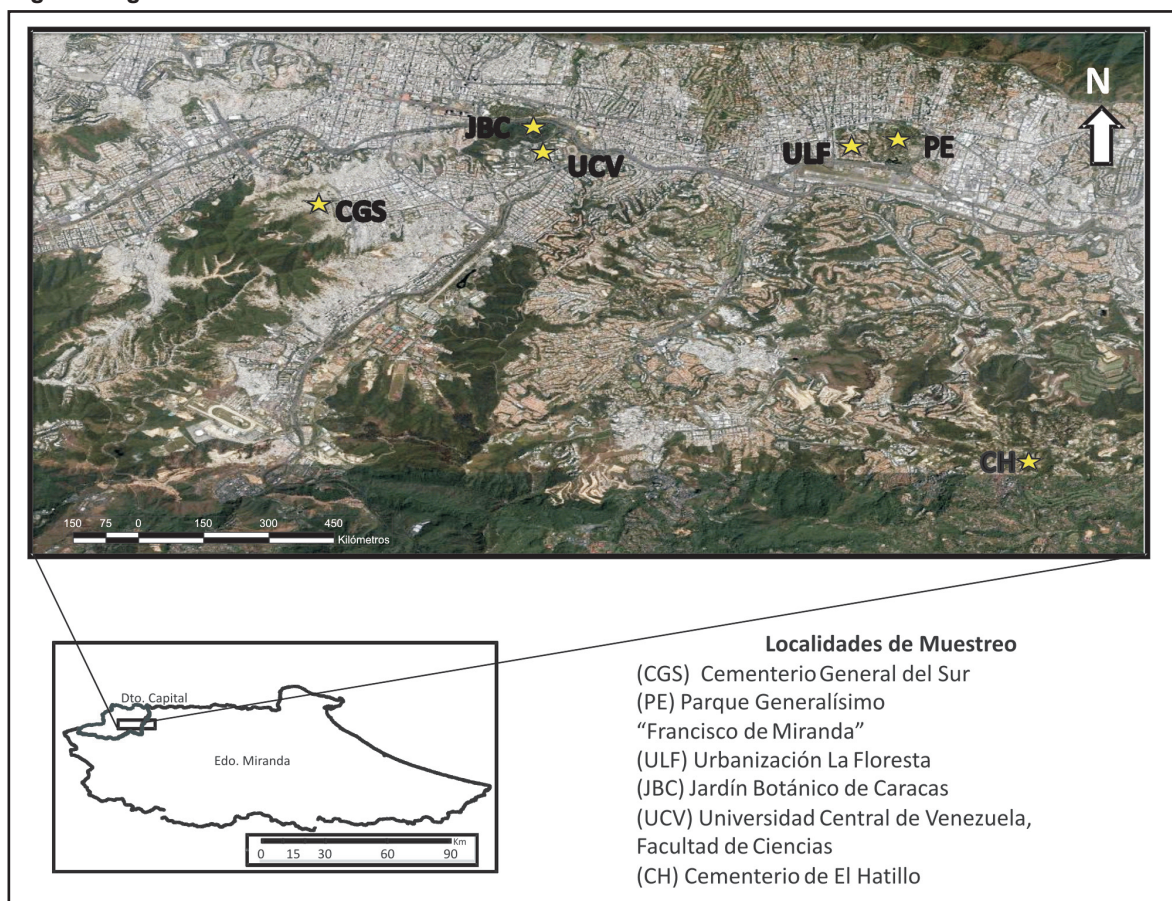 N
JBC
UCV
ULF
PE
CGS
CH
150 75 0 150 300 450
Kilómetros
Dto. Capital
Edo. Miranda
Km
0 15 30 60 90
Localidades de Muestreo
(CGS) Cementerio General del Sur
(PE) Parque Generalísimo
“Francisco de Miranda”
(ULF) Urbanización La Floresta
(JBC) Jardín Botánico de Caracas
(UCV) Universidad Central de Venezuela,
Facultad de Ciencias
(CH) Cementerio de El Hatillo